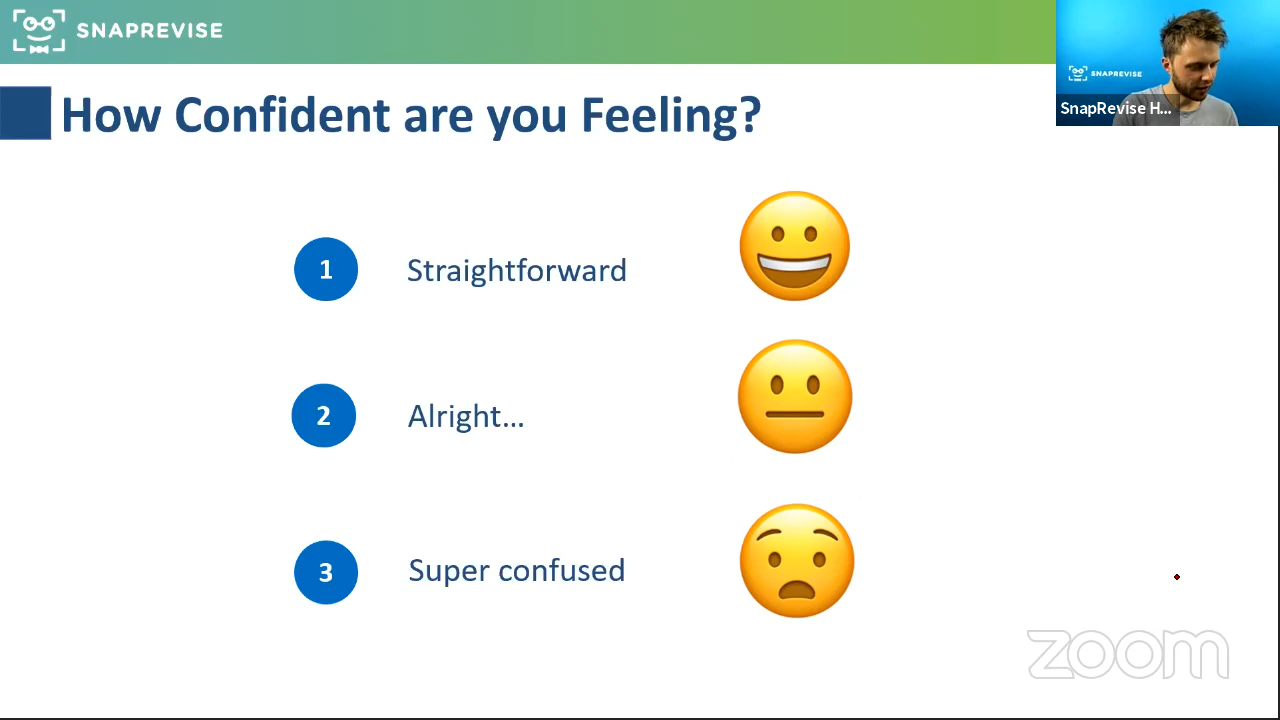 SNAPREVISE
SNAPREVISE
SnapRevise H...
How Confident are you Feeling?
1 Straightforward
2 Alright...
3 Super confused
zoom